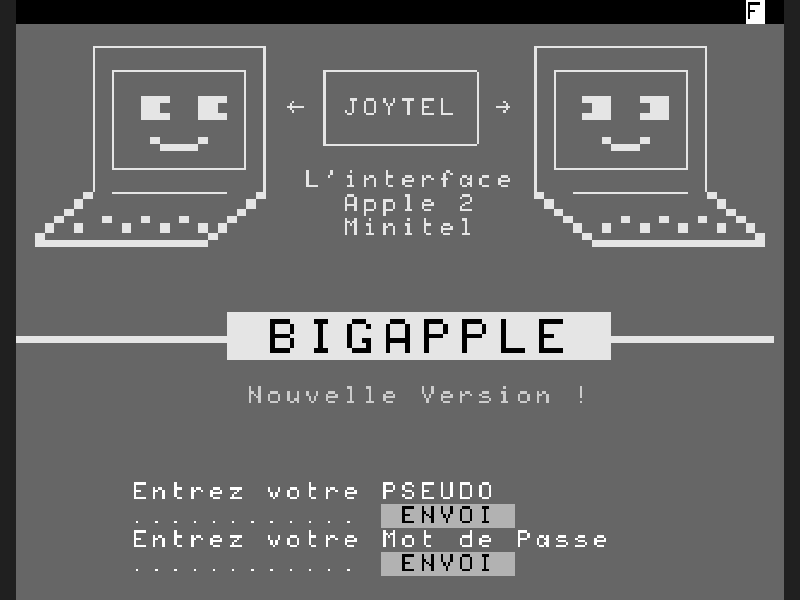 F
← JOYTEL →
L'interface
Apple 2
Minitel
BIGAPPLE
Nouvelle Version !
Entrez votre PSEUDO
............ ENVOI
Entrez votre Mot de Passe
............ ENVOI